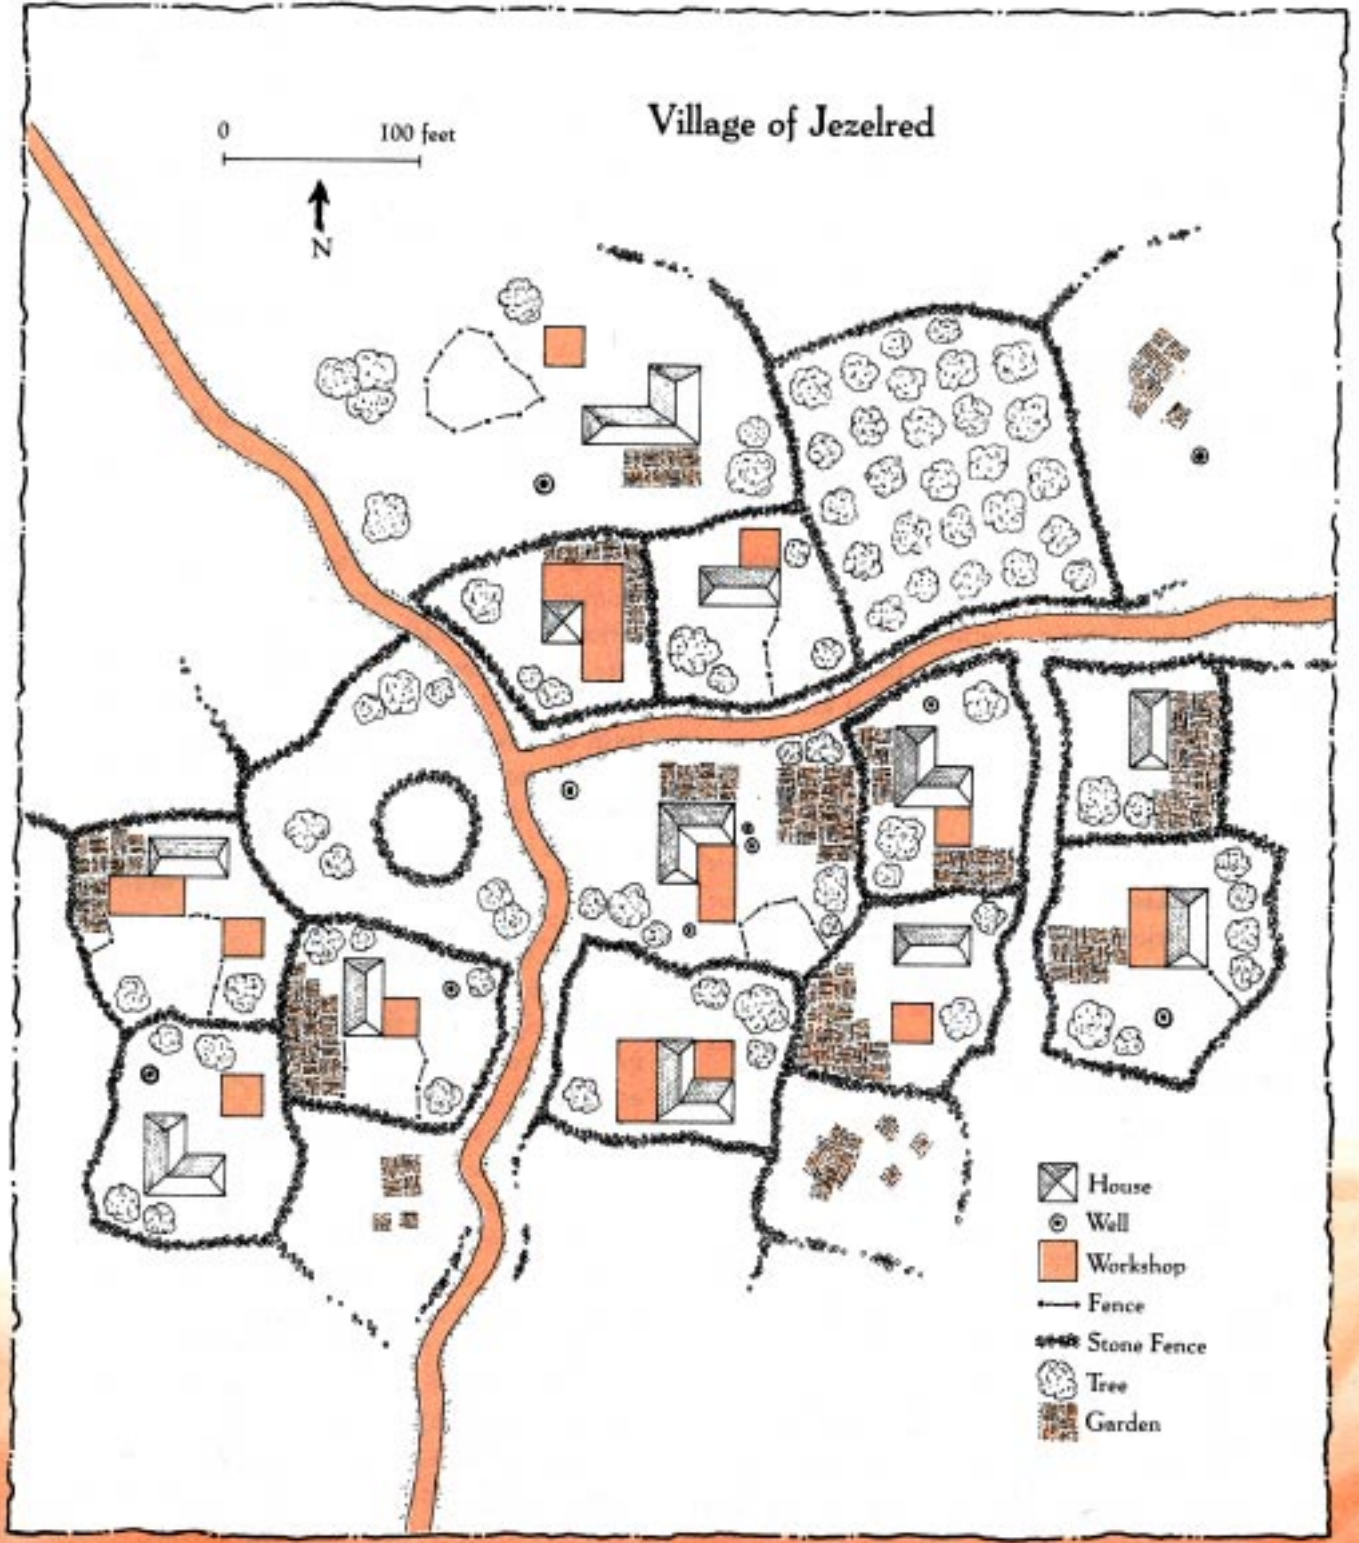 Village of Jezelred
0 100 feet
N
House
Well
Workshop
Fence
Stone Fence
Tree
Garden